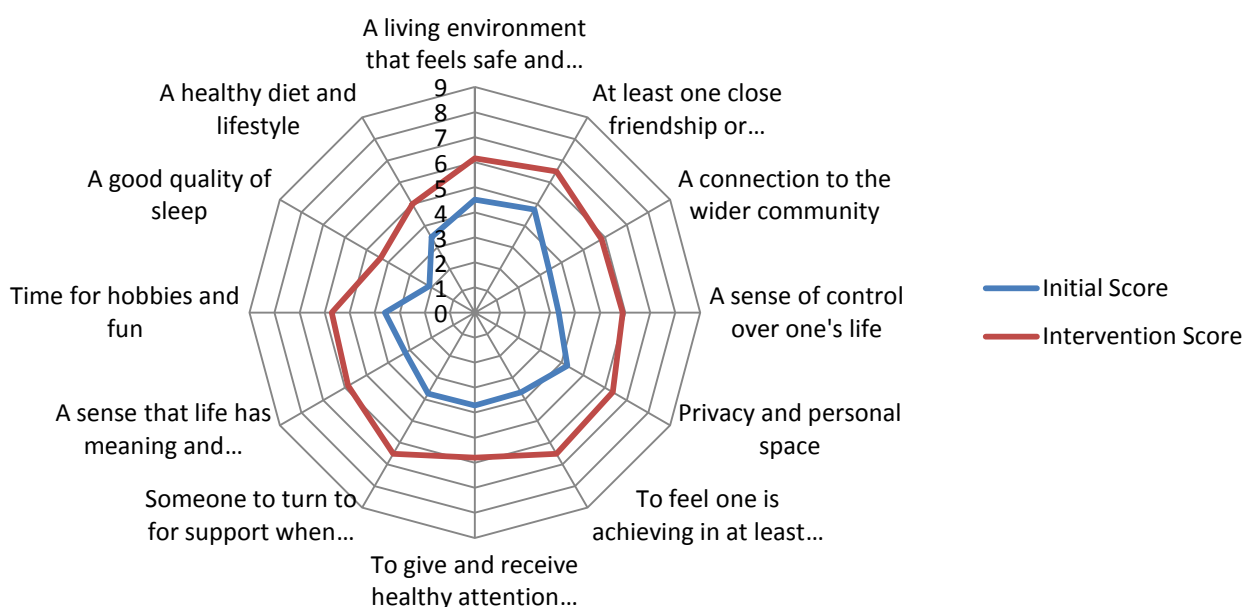 A living environment
that feels safe and...
At least one close
friendship or...
A connection to the
wider community
A sense of control
over one's life
Privacy and personal
space
To feel one is
achieving in at least...
To give and receive
healthy attention...
Someone to turn to
for support when...
A sense that life has
meaning and...
Time for hobbies and
fun
A good quality of
sleep
A healthy diet and
lifestyle
9
8
7
6
5
4
3
2
1
0
Initial Score
Intervention Score